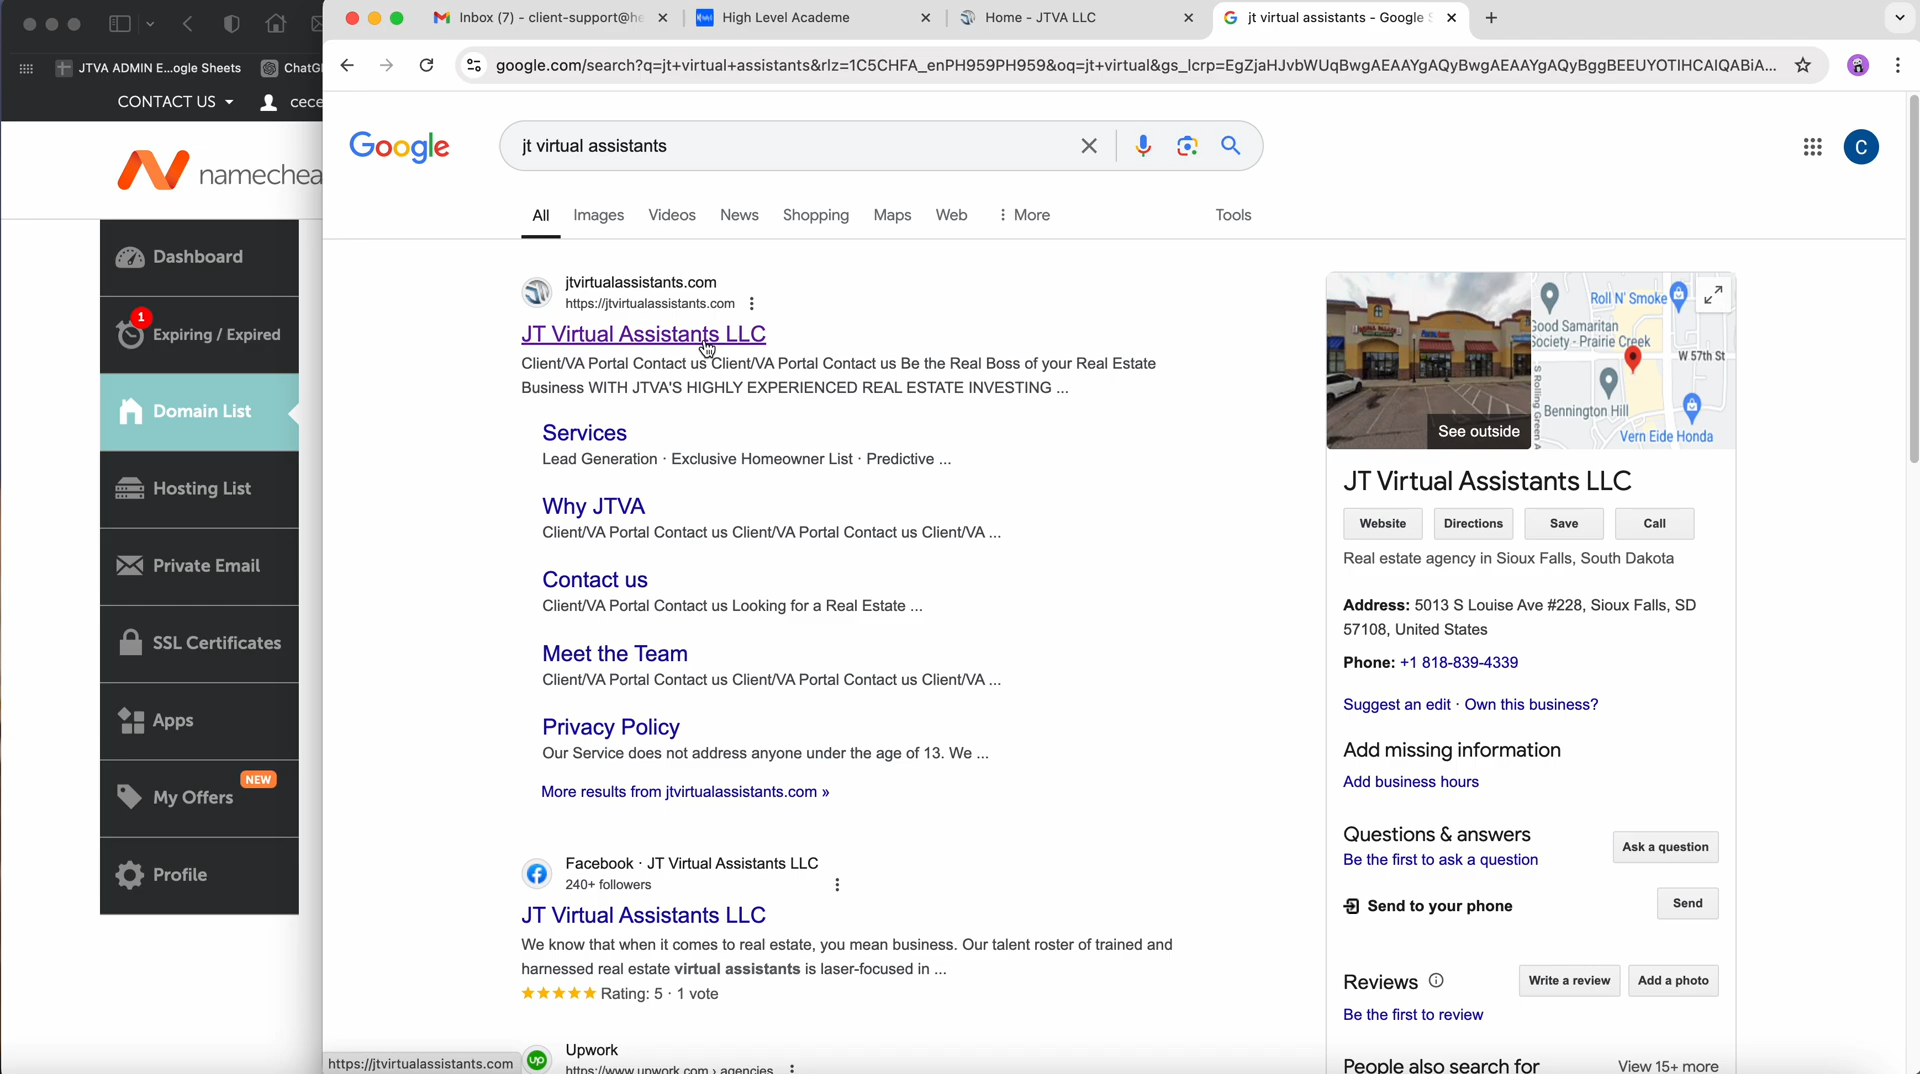 Inbox (7) - client-support@he
High Level Academe
Home - JTVA LLC
jt virtual assistants - Google S
JTVA ADMIN E...ogle Sheets
ChatG
google.com/search?q=jt+virtual+assistants&rlz=1C5CHFA_enPH959PH959&oq=jt+virtual&gs_lcrp=EgZjaHJvbWUqBwgAEAAYgAQyBwgAEAAYgAQyBggBEEUYOTIHCAIQABiA...
CONTACT US
cece
namechea
Dashboard
1
Expiring / Expired
Domain List
Hosting List
Private Email
SSL Certificates
Apps
NEW
My Offers
Profile
Google
jt virtual assistants
C
All
Images
Videos
News
Shopping
Maps
Web
More
Tools
jtvirtualassistants.com
https://jtvirtualassistants.com
JT Virtual Assistants LLC
Client/VA Portal Contact us Client/VA Portal Contact us Be the Real Boss of your Real Estate
Business WITH JTVA'S HIGHLY EXPERIENCED REAL ESTATE INVESTING ...
Services
Lead Generation · Exclusive Homeowner List · Predictive ...
Why JTVA
Client/VA Portal Contact us Client/VA Portal Contact us Client/VA ...
Contact us
Client/VA Portal Contact us Looking for a Real Estate ...
Meet the Team
Client/VA Portal Contact us Client/VA Portal Contact us Client/VA ...
Privacy Policy
Our Service does not address anyone under the age of 13. We ...
More results from jtvirtualassistants.com »
Facebook · JT Virtual Assistants LLC
240+ followers
JT Virtual Assistants LLC
We know that when it comes to real estate, you mean business. Our talent roster of trained and
harnessed real estate virtual assistants is laser-focused in ...
Rating: 5 · 1 vote
up
Upwork
https://www.upwork.com › agencies
https://jtvirtualassistants.com
See outside
Roll N' Smoke
Good Samaritan
Society - Prairie Creek
W 57th St
S Rolling Green A
Bennington Hill
Vern Eide Honda
JT Virtual Assistants LLC
Website
Directions
Save
Call
Real estate agency in Sioux Falls, South Dakota
Address: 5013 S Louise Ave #228, Sioux Falls, SD
57108, United States
Phone: +1 818-839-4339
Suggest an edit · Own this business?
Add missing information
Add business hours
Questions & answers
Be the first to ask a question
Ask a question
Send to your phone
Send
Reviews
Write a review
Add a photo
Be the first to review
People also search for
View 15+ more